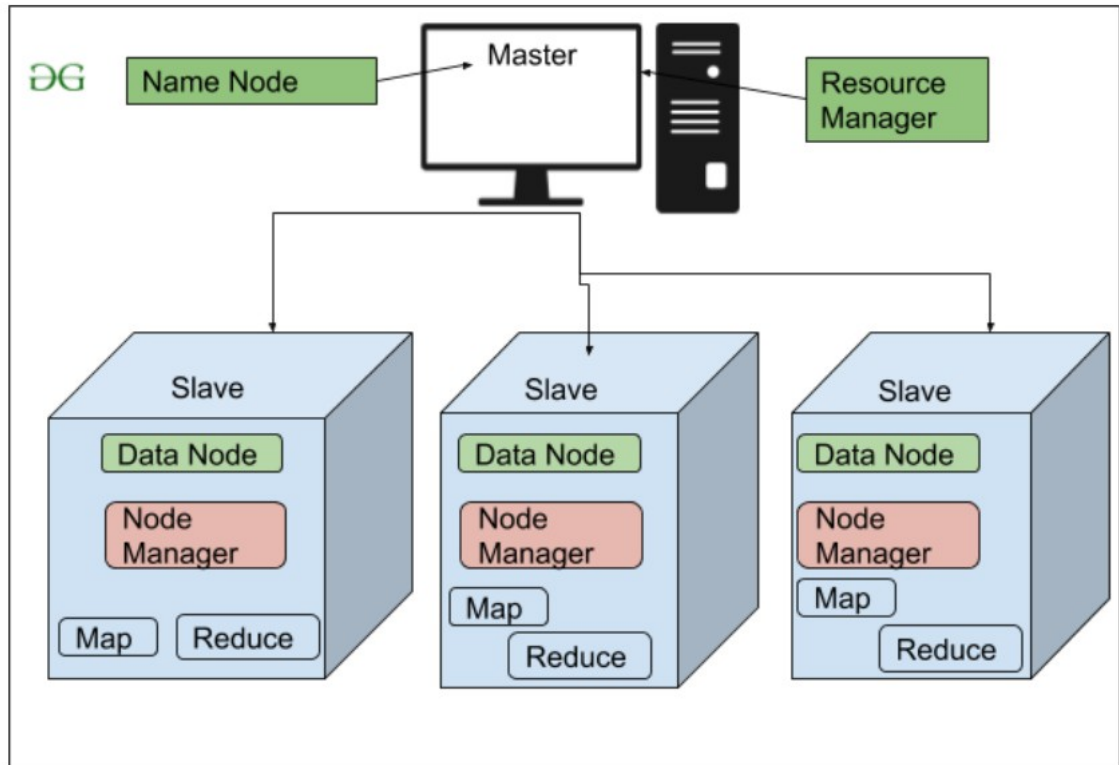 Master
Name Node
Resource
Manager
Slave
Slave
Slave
Data Node
Data Node
Data Node
Node
Manager
Node
Manager
Node
Manager
Map
Reduce
Map
Reduce
Map
Reduce